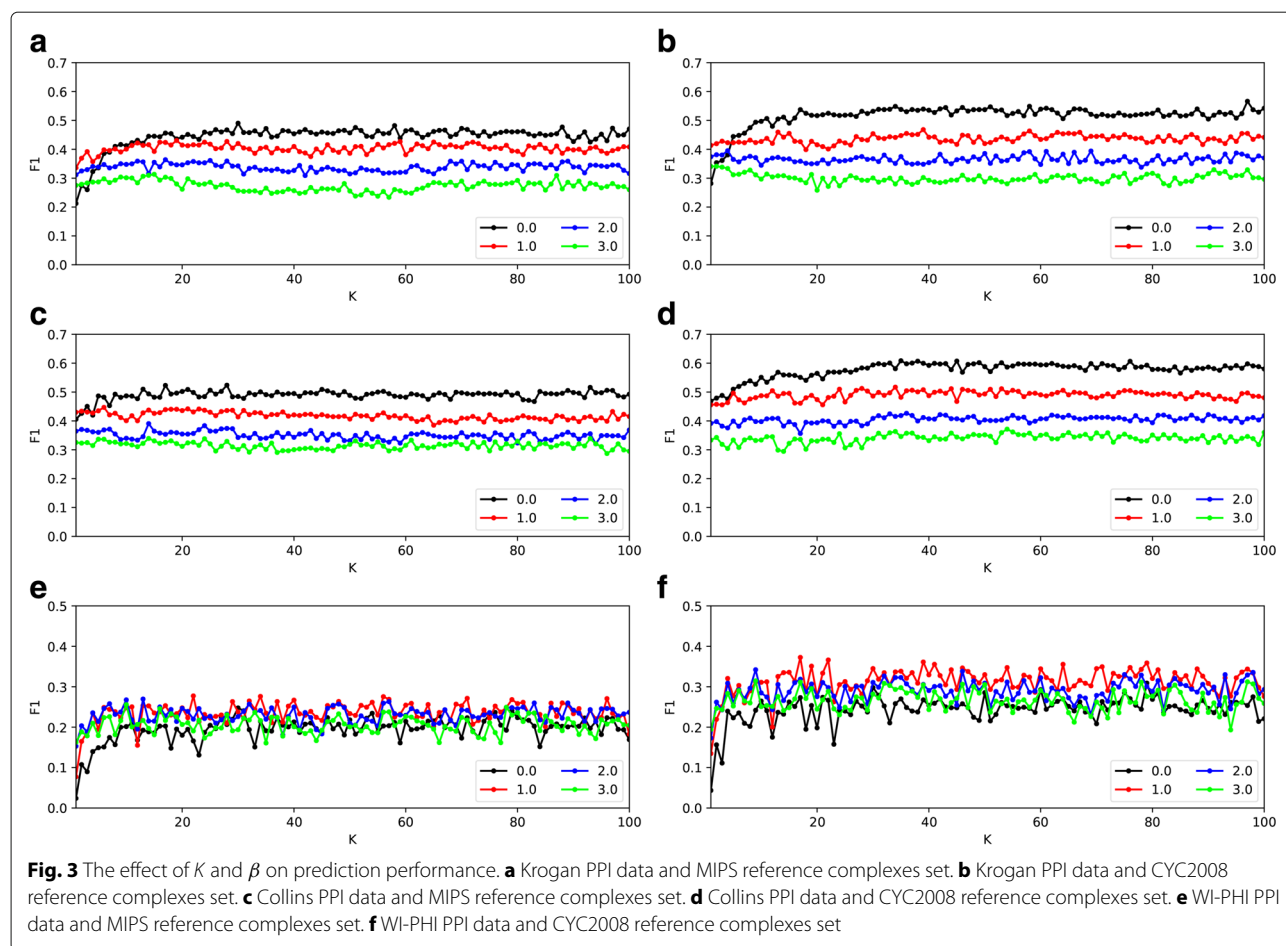 a
0.7
0.6
0.5
0.4
0.3
0.2
0.1
0.0
F1
20 40 60 80 100
K
0.0 2.0
1.0 3.0
b
0.7
0.6
0.5
0.4
0.3
0.2
0.1
0.0
F1
20 40 60 80 100
K
0.0 2.0
1.0 3.0
c
0.7
0.6
0.5
0.4
0.3
0.2
0.1
0.0
F1
20 40 60 80 100
K
0.0 2.0
1.0 3.0
d
0.7
0.6
0.5
0.4
0.3
0.2
0.1
0.0
F1
20 40 60 80 100
K
0.0 2.0
1.0 3.0
e
0.5
0.4
0.3
0.2
0.1
0.0
F1
20 40 60 80 100
K
0.0 2.0
1.0 3.0
f
0.5
0.4
0.3
0.2
0.1
0.0
F1
20 40 60 80 100
K
0.0 2.0
1.0 3.0
Fig. 3 The effect of K and β on prediction performance. a Krogan PPI data and MIPS reference complexes set. b Krogan PPI data and CYC2008
reference complexes set. c Collins PPI data and MIPS reference complexes set. d Collins PPI data and CYC2008 reference complexes set. e WI-PHI PPI
data and MIPS reference complexes set. f WI-PHI PPI data and CYC2008 reference complexes set